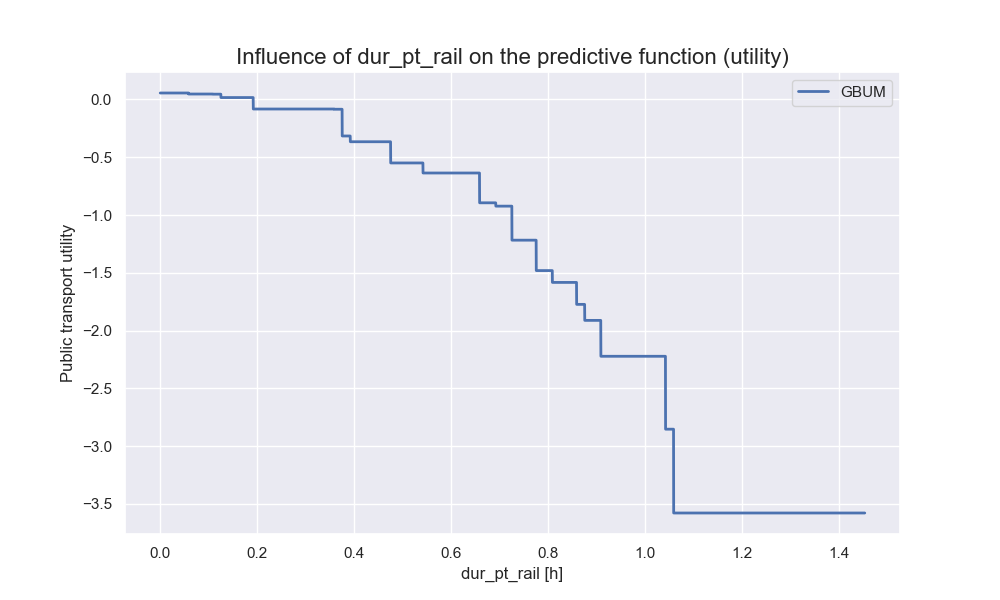 Influence of dur_pt_rail on the predictive function (utility)
GBUM
Public transport utility
0.0
−0.5
−1.0
−1.5
−2.0
−2.5
−3.0
−3.5
0.0 0.2 0.4 0.6 0.8 1.0 1.2 1.4
dur_pt_rail [h]